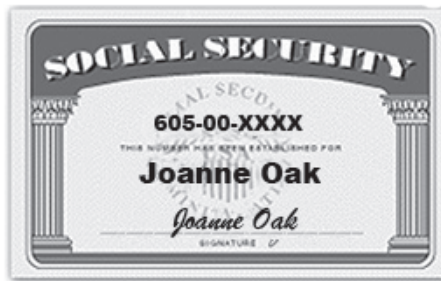 SOCIAL SECURITY
605-00-XXXX
THIS NUMBER HAS BEEN ESTABLISHED FOR
Joanne Oak
Joanne Oak
SIGNATURE